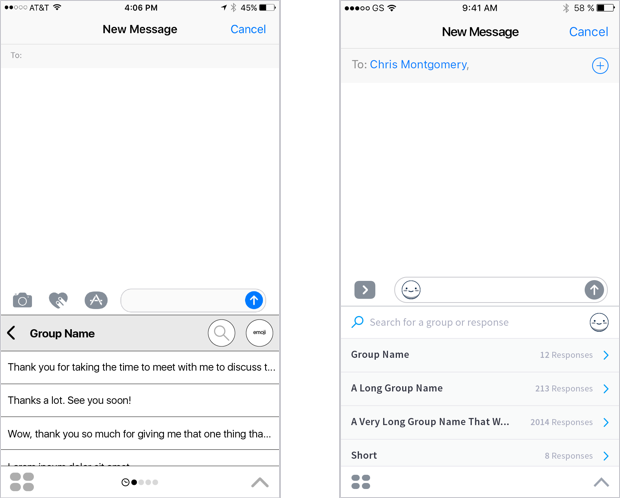 AT&T 4:06 PM 45%
New Message Cancel
To:
Group Name emoji
Thank you for taking the time to meet with me to discuss t...
Thanks a lot. See you soon!
Wow, thank you so much for giving me that one thing tha...
Lorem ipsum dolor sit amet
GS 9:41 AM 58 %
New Message Cancel
To: Chris Montgomery,
Search for a group or response
Group Name 12 Responses
A Long Group Name 213 Responses
A Very Long Group Name That W... 2014 Responses
Short 8 Responses